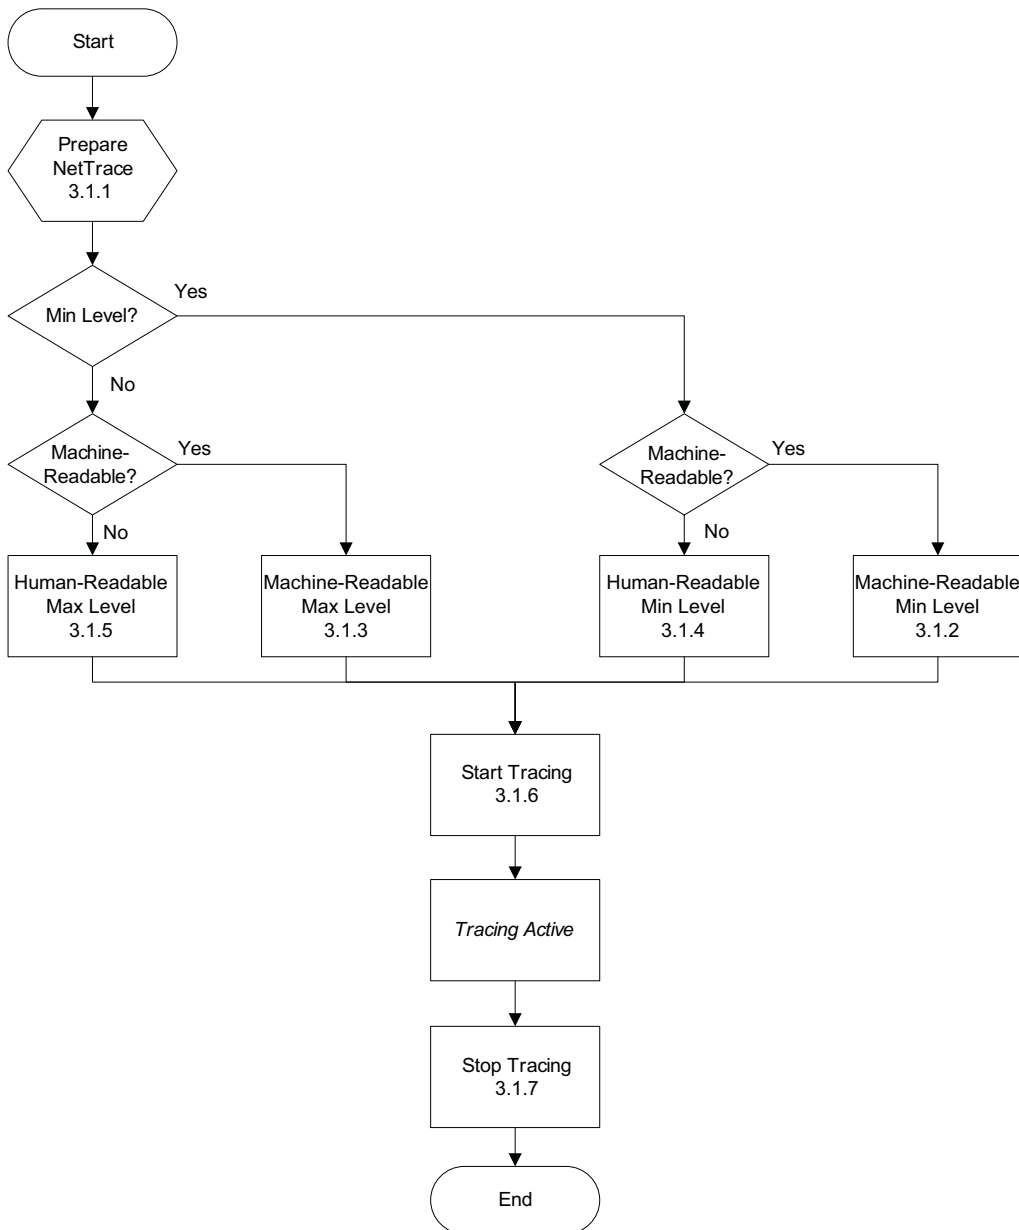 Start
Prepare
NetTrace
3.1.1
Min Level?
Yes
No
Machine-
Readable?
Yes
No
Machine-
Readable?
Yes
No
Human-Readable
Max Level
3.1.5
Machine-Readable
Max Level
3.1.3
Human-Readable
Min Level
3.1.4
Machine-Readable
Min Level
3.1.2
Start Tracing
3.1.6
Tracing Active
Stop Tracing
3.1.7
End